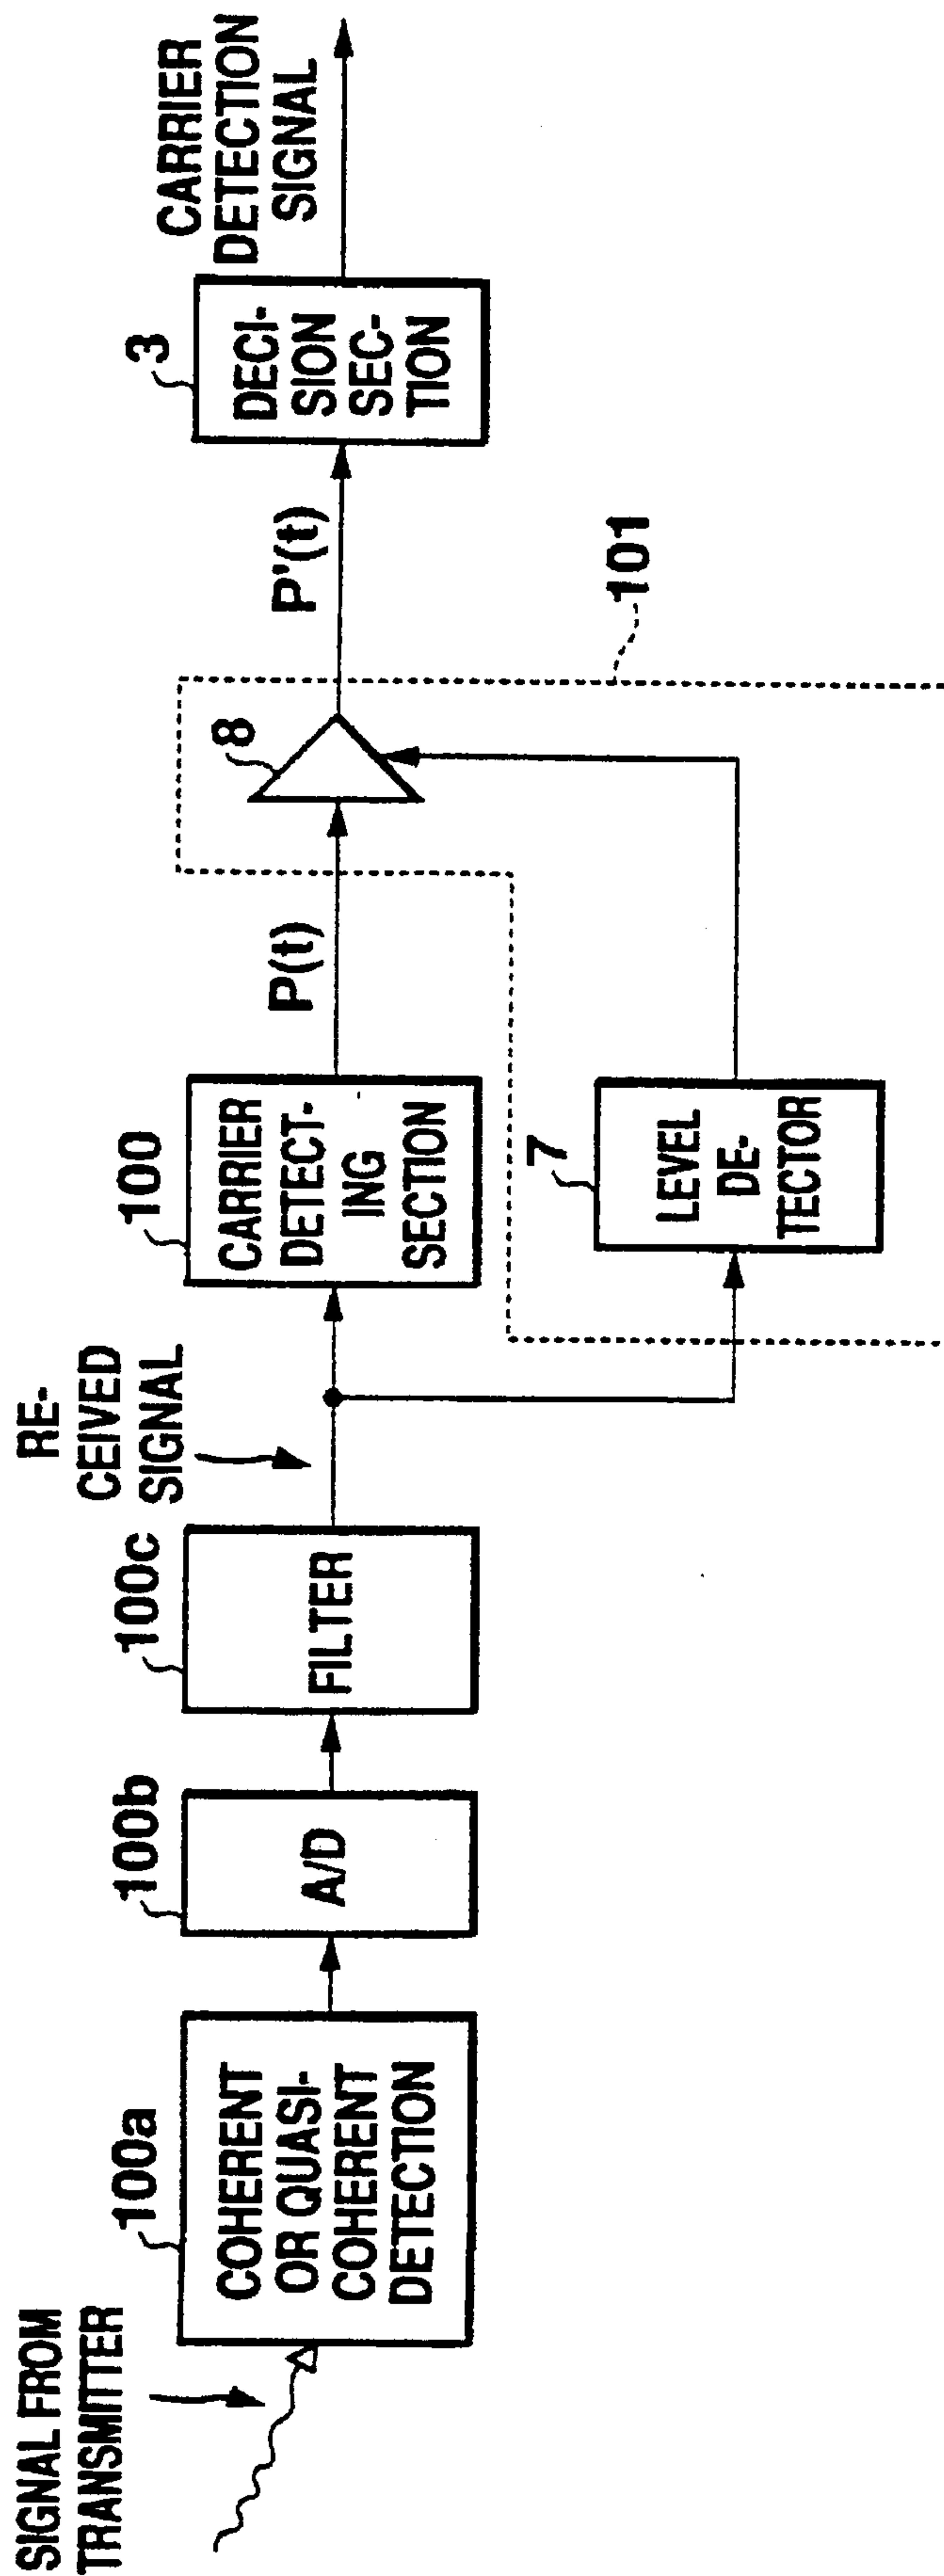 SIGNAL FROM
TRANSMITTER
100a
COHERENT
OR QUASI-
COHERENT
DETECTION
100b
A/D
100c
FILTER
RE-
CEIVED
SIGNAL
100
CARRIER
DETECT-
ING
SECTION
7
LEVEL
DE-
TECTOR
P(t)
8
101
P'(t)
3
DECI-
SION
SEC-
TION
CARRIER
DETECTION
SIGNAL